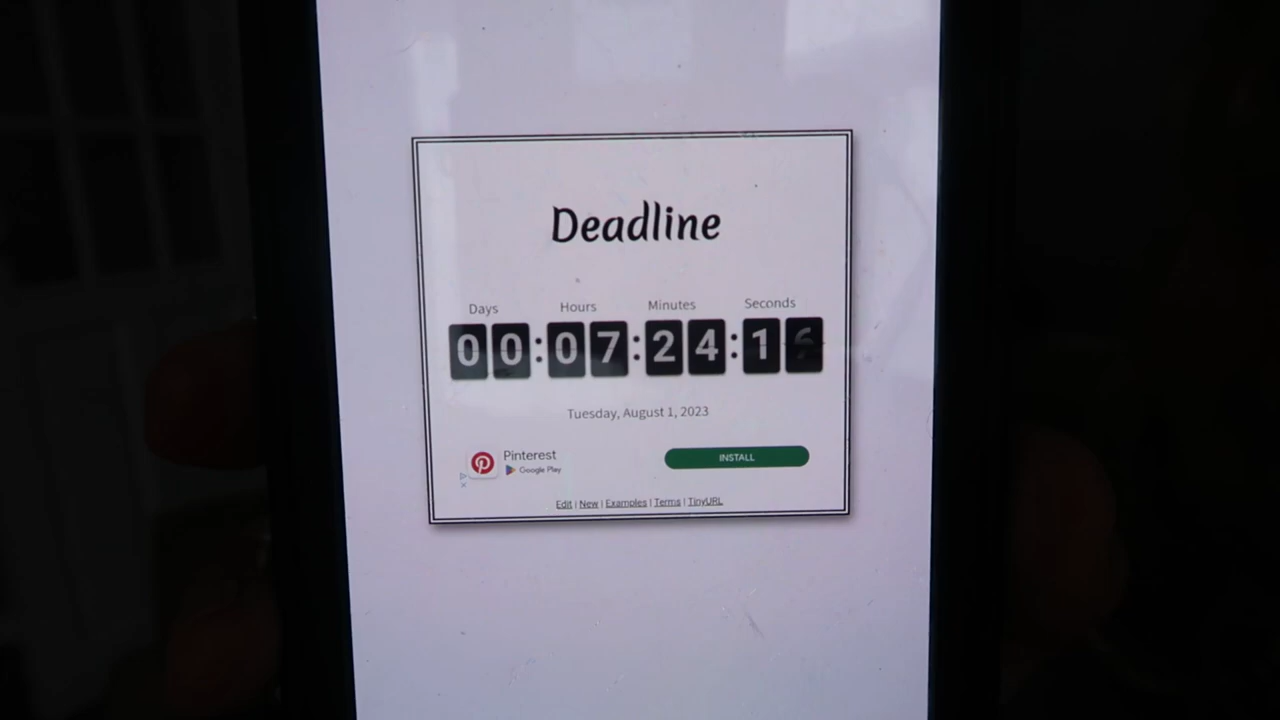 Deadline
Days Hours Minutes Seconds
00:07:24:16
Tuesday, August 1, 2023
Pinterest
Google Play
INSTALL
Edit | New | Examples | Terms | TinyURL